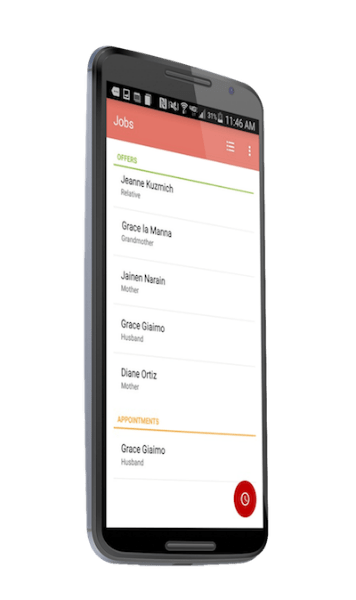 31% 11:46 AM
Jobs
OFFERS
Jeanne Kuzmich
Relative
Grace la Manna
Grandmother
Jainen Narain
Mother
Grace Giaimo
Husband
Diane Ortiz
Mother
APPOINTMENTS
Grace Giaimo
Husband